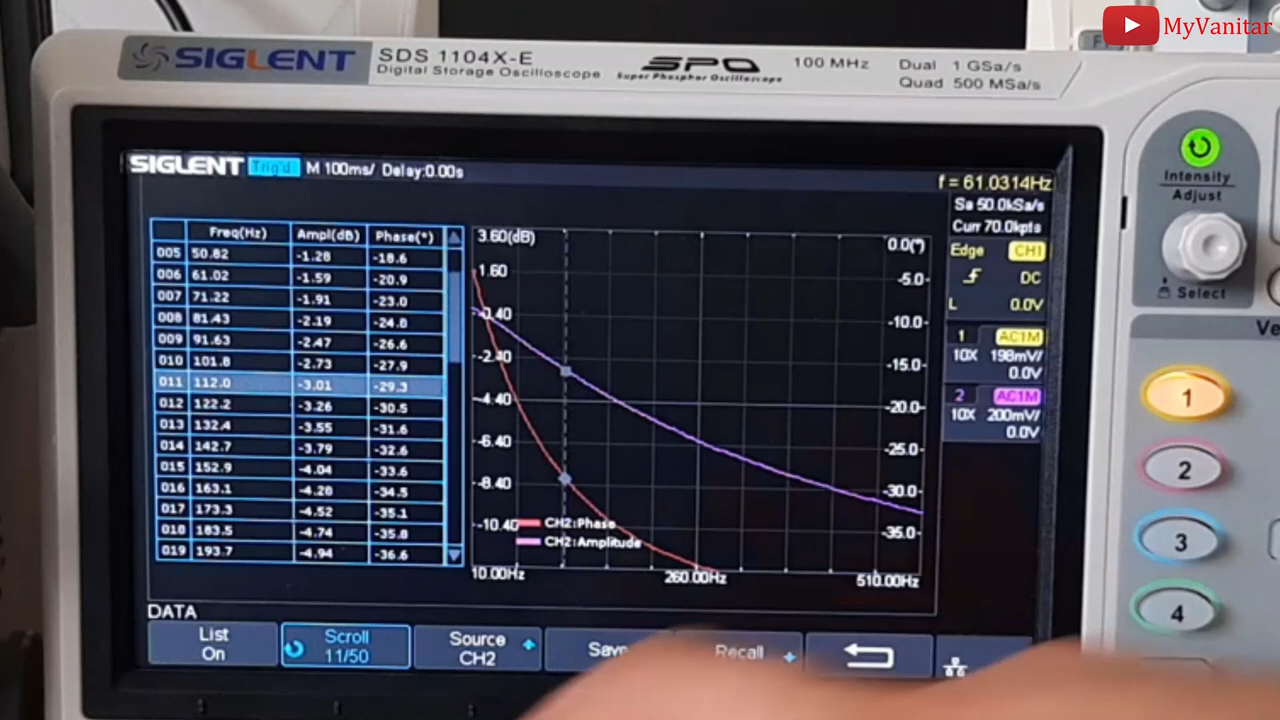 MyVanitar
SIGLENT
SDS 1104X-E
Digital Storage Oscilloscope
SPO
Super Phosphor Oscilloscope
100 MHz
Dual 1 GSa/s
Quad 500 MSa/s
SIGLENT Trig'd M 100ms/ Delay:0.00s
f = 61.0314Hz
Sa 50.0kSa/s
Curr 70.0kpts
Edge CH1
DC
L 0.0V
1 AC1M
10X 198mV/
0.0V
2 AC1M
10X 200mV/
0.0V
Freq(Hz) Ampl(dB) Phase(°)
005 50.82 -1.28 -18.6
006 61.02 -1.59 -20.9
007 71.22 -1.91 -23.0
008 81.43 -2.19 -24.8
009 91.63 -2.47 -26.6
010 101.8 -2.73 -27.9
011 112.0 -3.01 -29.3
012 122.2 -3.26 -30.5
013 132.4 -3.55 -31.6
014 142.7 -3.79 -32.6
015 152.9 -4.04 -33.6
016 163.1 -4.28 -34.5
017 173.3 -4.52 -35.1
018 183.5 -4.74 -35.8
019 193.7 -4.94 -36.6
3.60(dB)
1.60
-0.40
-2.40
-4.40
-6.40
-8.40
-10.40
0.0(°)
-5.0
-10.0
-15.0
-20.0
-25.0
-30.0
-35.0
CH2:Phase
CH2:Amplitude
10.00Hz 260.00Hz 510.00Hz
DATA
List
On
Scroll
11/50
Source
CH2
Save
Recall
Intensity
Adjust
Select
1
2
3
4